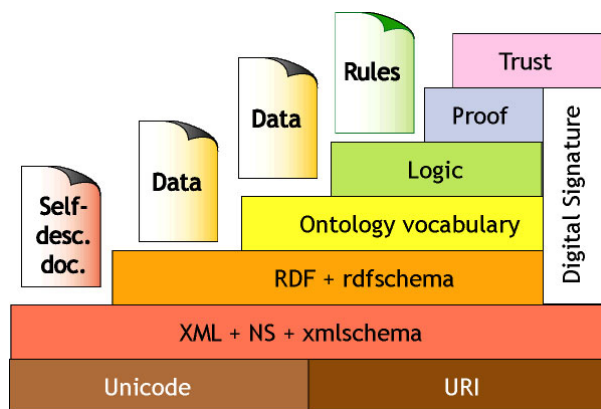 Trust
Rules
Proof
Data
Logic
Digital Signature
Data
Ontology vocabulary
Self-
desc.
doc.
RDF + rdfschema
XML + NS + xmlschema
Unicode
URI